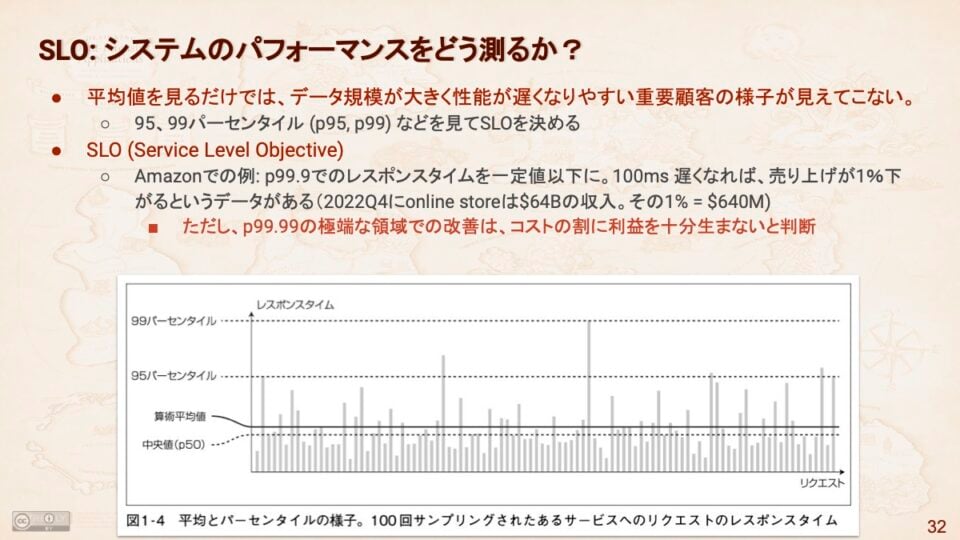 SLO: システムのパフォーマンスをどう測るか？
● 平均値を見るだけでは、データ規模が大きく性能が遅くなりやすい重要顧客の様子が見えてこない。
○ 95、99パーセンタイル (p95, p99) などを見てSLOを決める
● SLO (Service Level Objective)
○ Amazonでの例: p99.9でのレスポンスタイムを一定値以下に。100ms 遅くなれば、売り上げが1%下
がるというデータがある（2022Q4にonline storeは$64Bの収入。その1% = $640M)
■ ただし、p99.99の極端な領域での改善は、コストの割に利益を十分生まないと判断
レスポンスタイム
99パーセンタイル
95パーセンタイル
算術平均値
中央値(p50)
リクエスト
図1-4 平均とパーセンタイルの様子。100回サンプリングされたあるサービスへのリクエストのレスポンスタイム
cc
BY
32